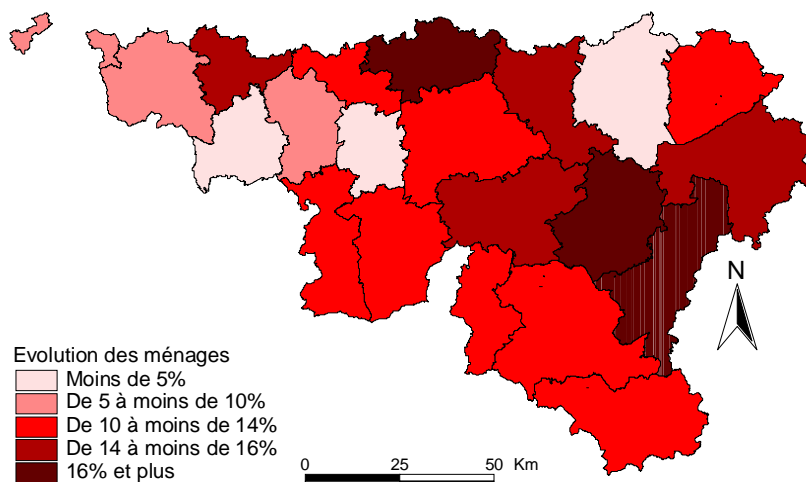 N
Evolution des ménages
Moins de 5%
De 5 à moins de 10%
De 10 à moins de 14%
De 14 à moins de 16%
16% et plus
0 25 50 Km